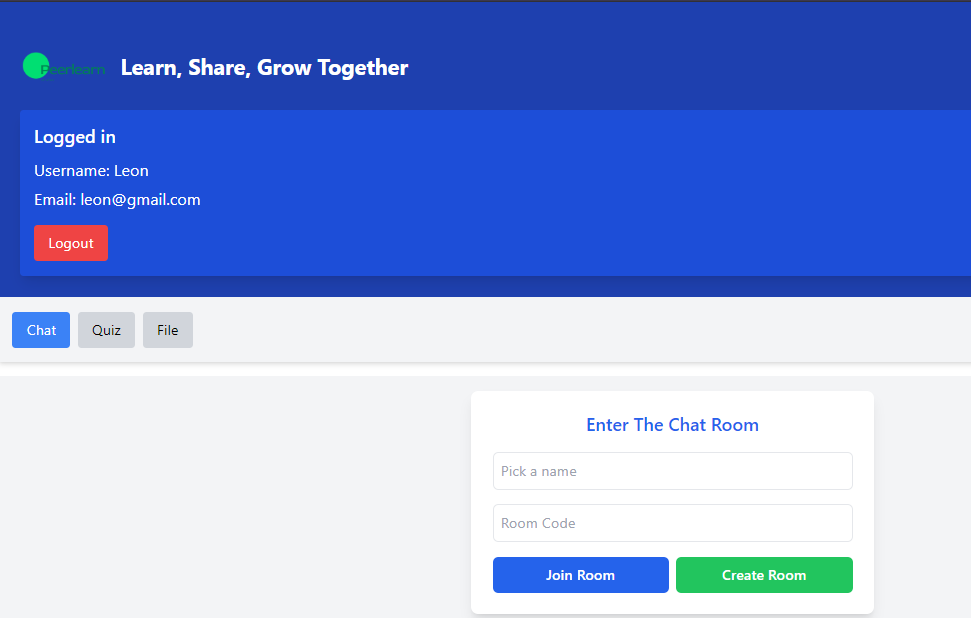 Peerlearn
Learn, Share, Grow Together
Logged in
Username: Leon
Email: leon@gmail.com
Logout
Chat
Quiz
File
Enter The Chat Room
Pick a name
Room Code
Join Room
Create Room